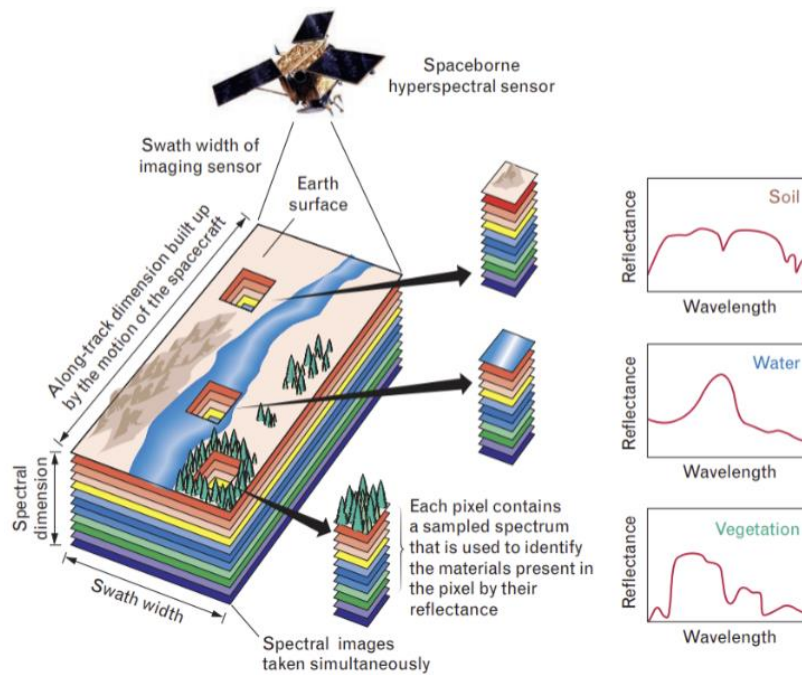 Spaceborne
hyperspectral sensor
Swath width of
imaging sensor
Earth
surface
Along-track dimension built up
by the motion of the spacecraft
Spectral
dimension
Swath width
Spectral images
taken simultaneously
Each pixel contains
a sampled spectrum
that is used to identify
the materials present in
the pixel by their
reflectance
Soil
Reflectance
Wavelength
Water
Reflectance
Wavelength
Vegetation
Reflectance
Wavelength